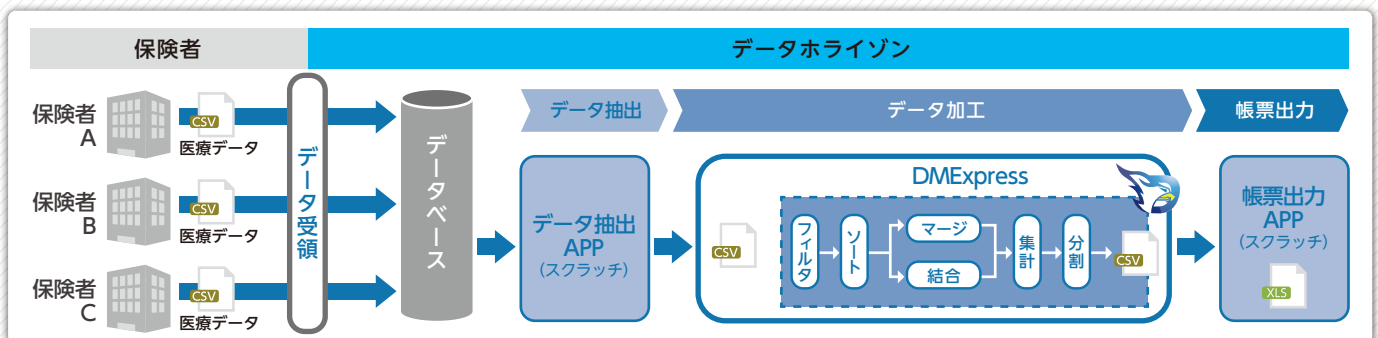 保険者
データホライゾン
保険者
A
CSV
医療データ
保険者
B
CSV
医療データ
保険者
C
CSV
医療データ
データ受領
データベース
データ抽出
データ加工
帳票出力
データ抽出
APP
(スクラッチ)
DMExpress
CSV
フィルタ
ソート
マージ
結合
集計
分割
CSV
帳票出力
APP
(スクラッチ)
XLS